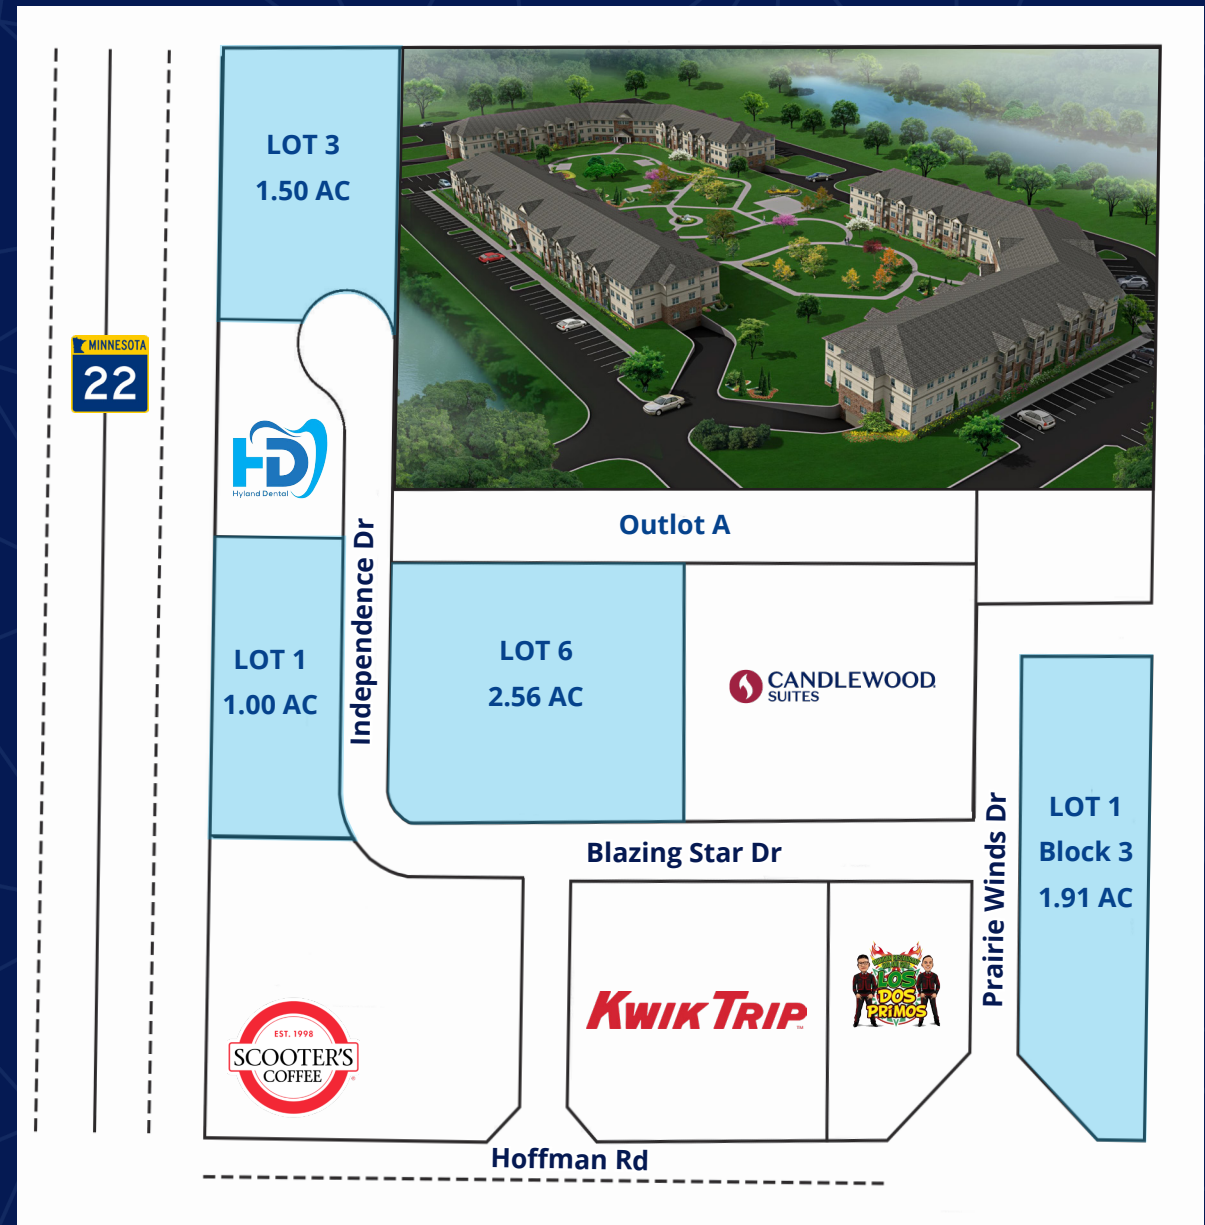 LOT 3
1.50 AC
MINNESOTA
22
HD
Hyland Dental
Outlot A
Independence Dr
LOT 1
1.00 AC
LOT 6
2.56 AC
CANDLEWOOD
SUITES
LOT 1
Block 3
1.91 AC
Prairie Winds Dr
Blazing Star Dr
EST. 1998
SCOOTER'S
COFFEE
KWIK TRIP
LOS
DOS
PRIMOS
Hoffman Rd